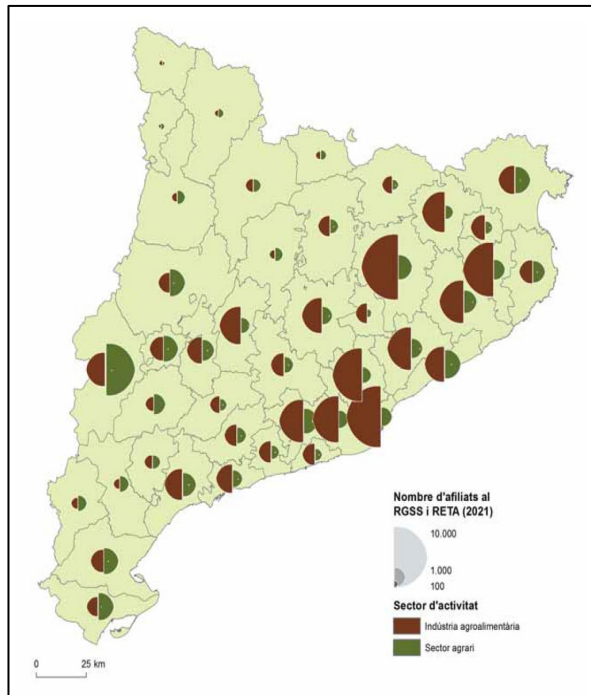 Nombre d'afiliats al
RGSS i RETA (2021)
10.000
1.000
100
Sector d'activitat
Indústria agroalimentària
Sector agrari
0 25 km